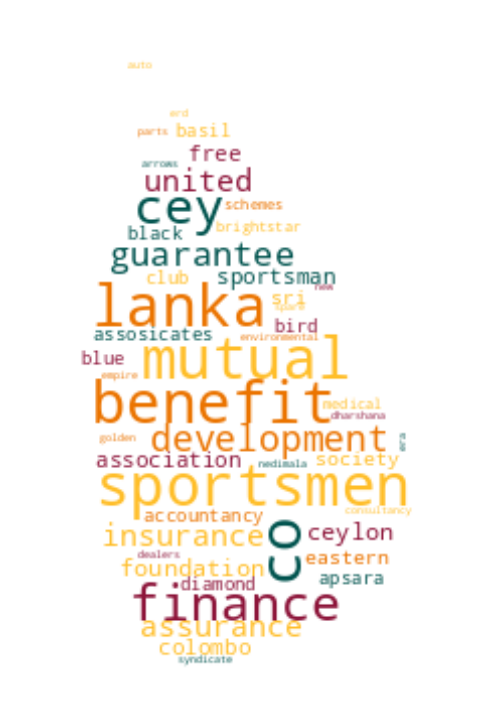 auto
erd
parts basil
free
arrows
united
cey schemes
brightstar
black
guarantee
club sportsman
new
lanka sri
spare
bird
assosicates environmental
blue mutual
empire
benefit medical
dharshana
golden development era
association nedimala society
sportsmen
consultancy
accountancy
insurance co ceylon
dealers eastern
foundation apsara
diamond
finance
assurance
colombo
syndicate